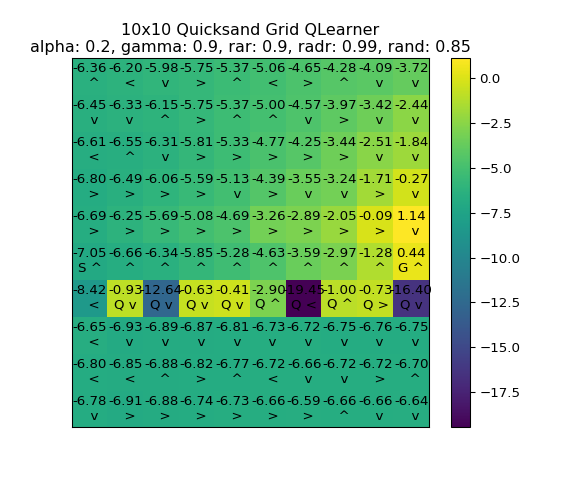 10x10 Quicksand Grid QLearner
alpha: 0.2, gamma: 0.9, rar: 0.9, radr: 0.99, rand: 0.85
-6.36 -6.20 -5.98 -5.75 -5.37 -5.06 -4.65 -4.28 -4.09 -3.72
^ < v > ^ < > ^ v v
-6.45 -6.33 -6.15 -5.75 -5.37 -5.00 -4.57 -3.97 -3.42 -2.44
v v ^ > ^ ^ v > v v
-6.61 -6.55 -6.31 -5.81 -5.33 -4.77 -4.25 -3.44 -2.51 -1.84
< ^ v > > > > > v v
-6.80 -6.49 -6.06 -5.59 -5.13 -4.39 -3.55 -3.24 -1.71 -0.27
> > > > v > v v > v
-6.69 -6.25 -5.69 -5.08 -4.69 -3.26 -2.89 -2.05 -0.09 1.14
> > > > > > > > > v
-7.05 -6.66 -6.34 -5.85 -5.28 -4.63 -3.59 -2.97 -1.28 0.44
S ^ ^ ^ ^ ^ ^ ^ ^ ^ G ^
-8.42 -0.93 -12.64 -0.63 -0.41 -2.90 -19.45 -1.00 -0.73 -16.40
< Q v Q v Q v Q v Q ^ Q < Q ^ Q > Q v
-6.65 -6.93 -6.89 -6.87 -6.81 -6.73 -6.72 -6.75 -6.76 -6.75
< v v v v v v v v v
-6.80 -6.85 -6.88 -6.82 -6.77 -6.72 -6.66 -6.72 -6.72 -6.70
< < ^ > ^ < v v > ^
-6.78 -6.91 -6.88 -6.74 -6.73 -6.66 -6.59 -6.66 -6.66 -6.64
v > > > > > > ^ v v
0.0
−2.5
−5.0
−7.5
−10.0
−12.5
−15.0
−17.5